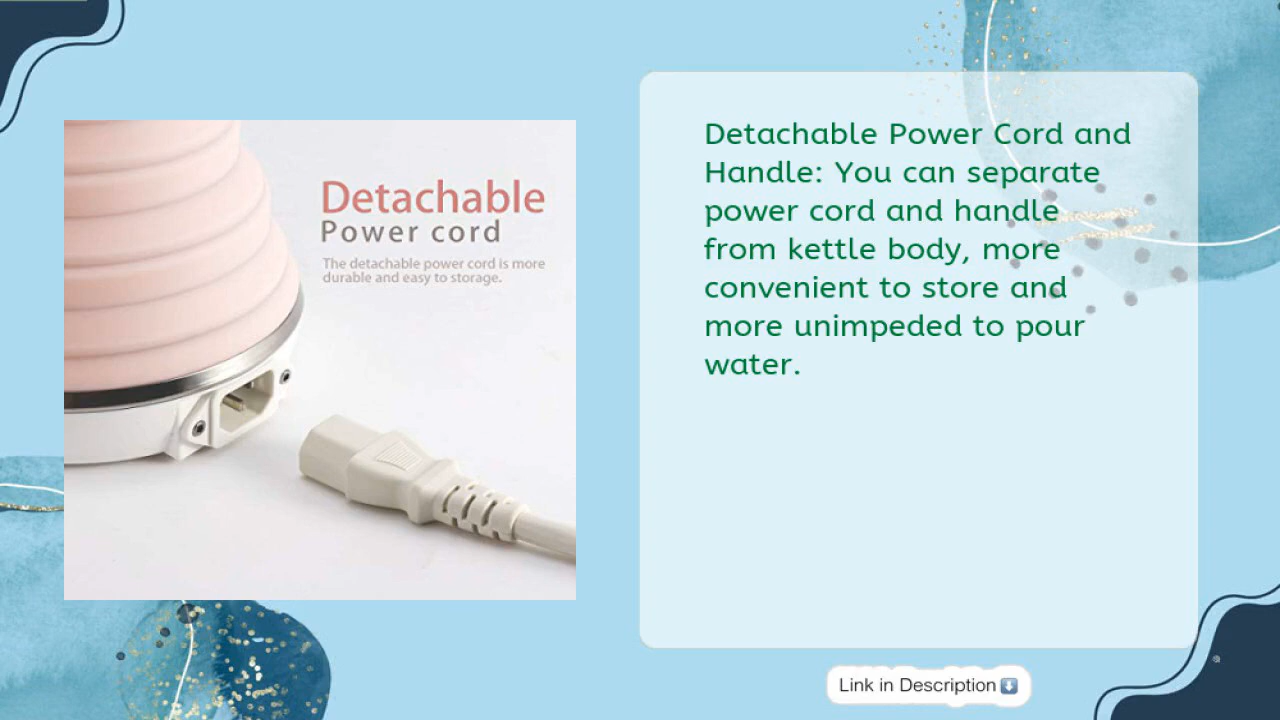 Detachable
Power cord
The detachable power cord is more
durable and easy to storage.
Detachable Power Cord and
Handle: You can separate
power cord and handle
from kettle body, more
convenient to store and
more unimpeded to pour
water.
Link in Description⬇️